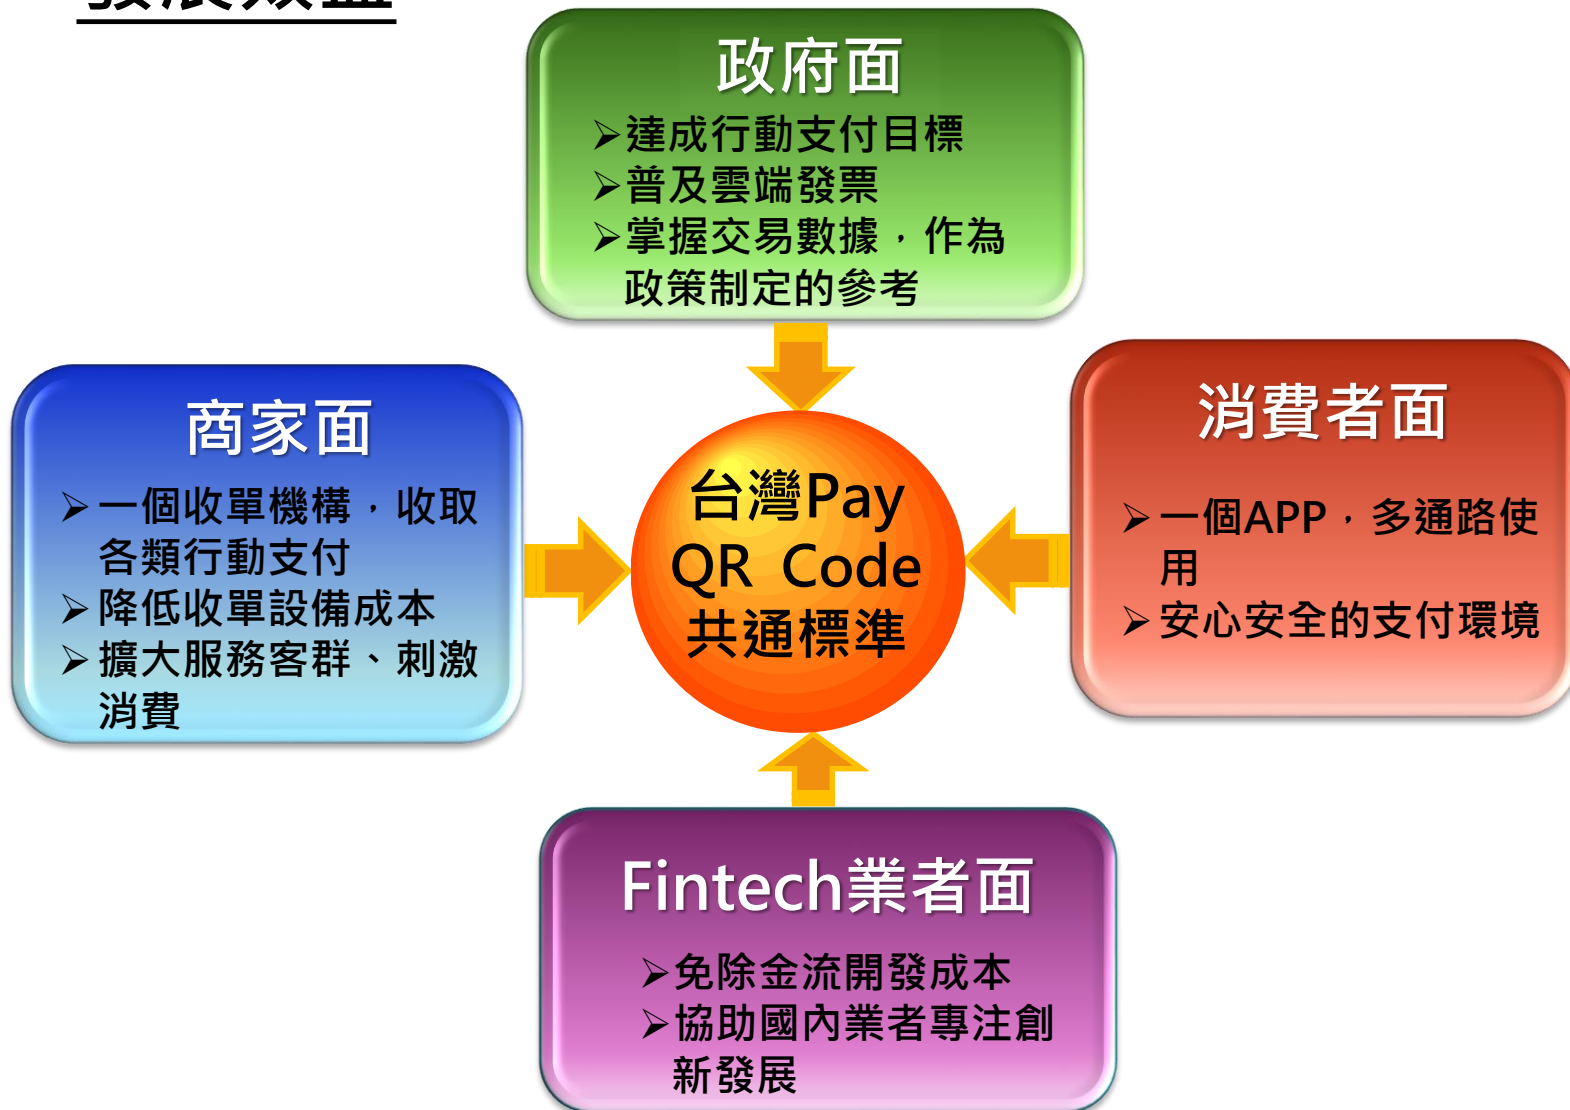 發展效益
政府面
➢達成行動支付目標
➢普及雲端發票
➢掌握交易數據，作為
政策制定的參考
商家面
➢一個收單機構，收取
各類行動支付
➢降低收單設備成本
➢擴大服務客群、刺激
消費
台灣Pay
QR Code
共通標準
消費者面
➢一個APP，多通路使
用
➢安心安全的支付環境
Fintech業者面
➢免除金流開發成本
➢協助國內業者專注創
新發展